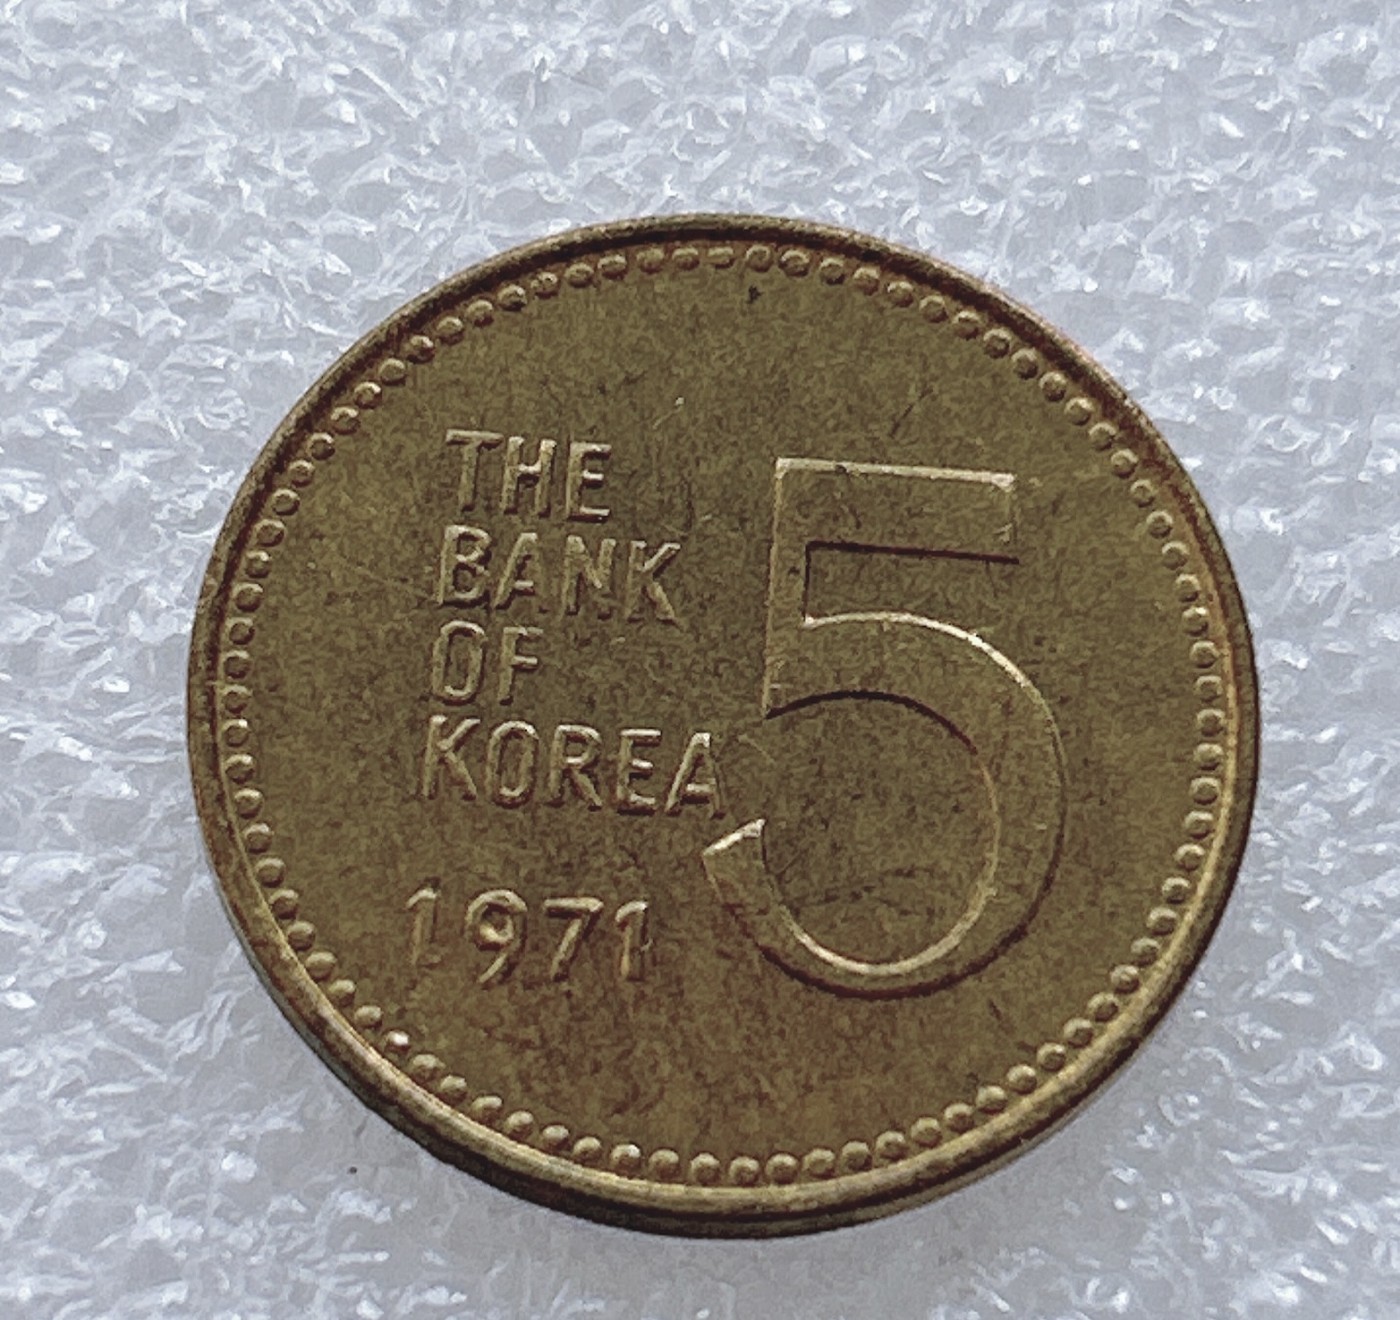 THE
BANK
OF
KOREA
1971
5